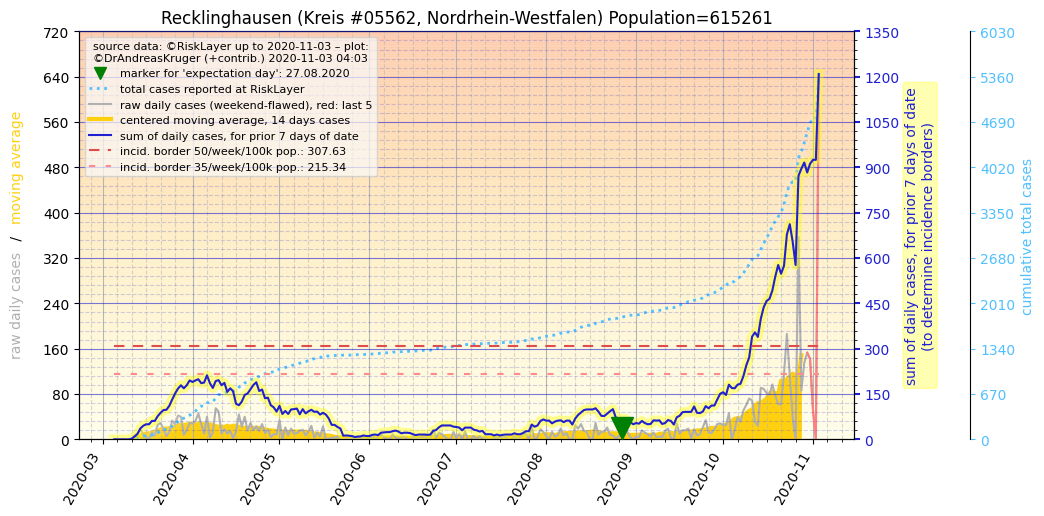 Recklinghausen (Kreis #05562, Nordrhein-Westfalen) Population=615261
source data: ©RiskLayer up to 2020-11-03 – plot:
©DrAndreasKruger (+contrib.) 2020-11-03 04:03
marker for 'expectation day': 27.08.2020
total cases reported at RiskLayer
raw daily cases (weekend-flawed), red: last 5
centered moving average, 14 days cases
sum of daily cases, for prior 7 days of date
incid. border 50/week/100k pop.: 307.63
incid. border 35/week/100k pop.: 215.34
raw daily cases / moving average
720
640
560
480
400
320
240
160
80
0
2020-03
2020-04
2020-05
2020-06
2020-07
2020-08
2020-09
2020-10
2020-11
1350
1200
1050
900
750
600
450
300
150
0
sum of daily cases, for prior 7 days of date
(to determine incidence borders)
6030
5360
4690
4020
3350
2680
2010
1340
670
0
cumulative total cases